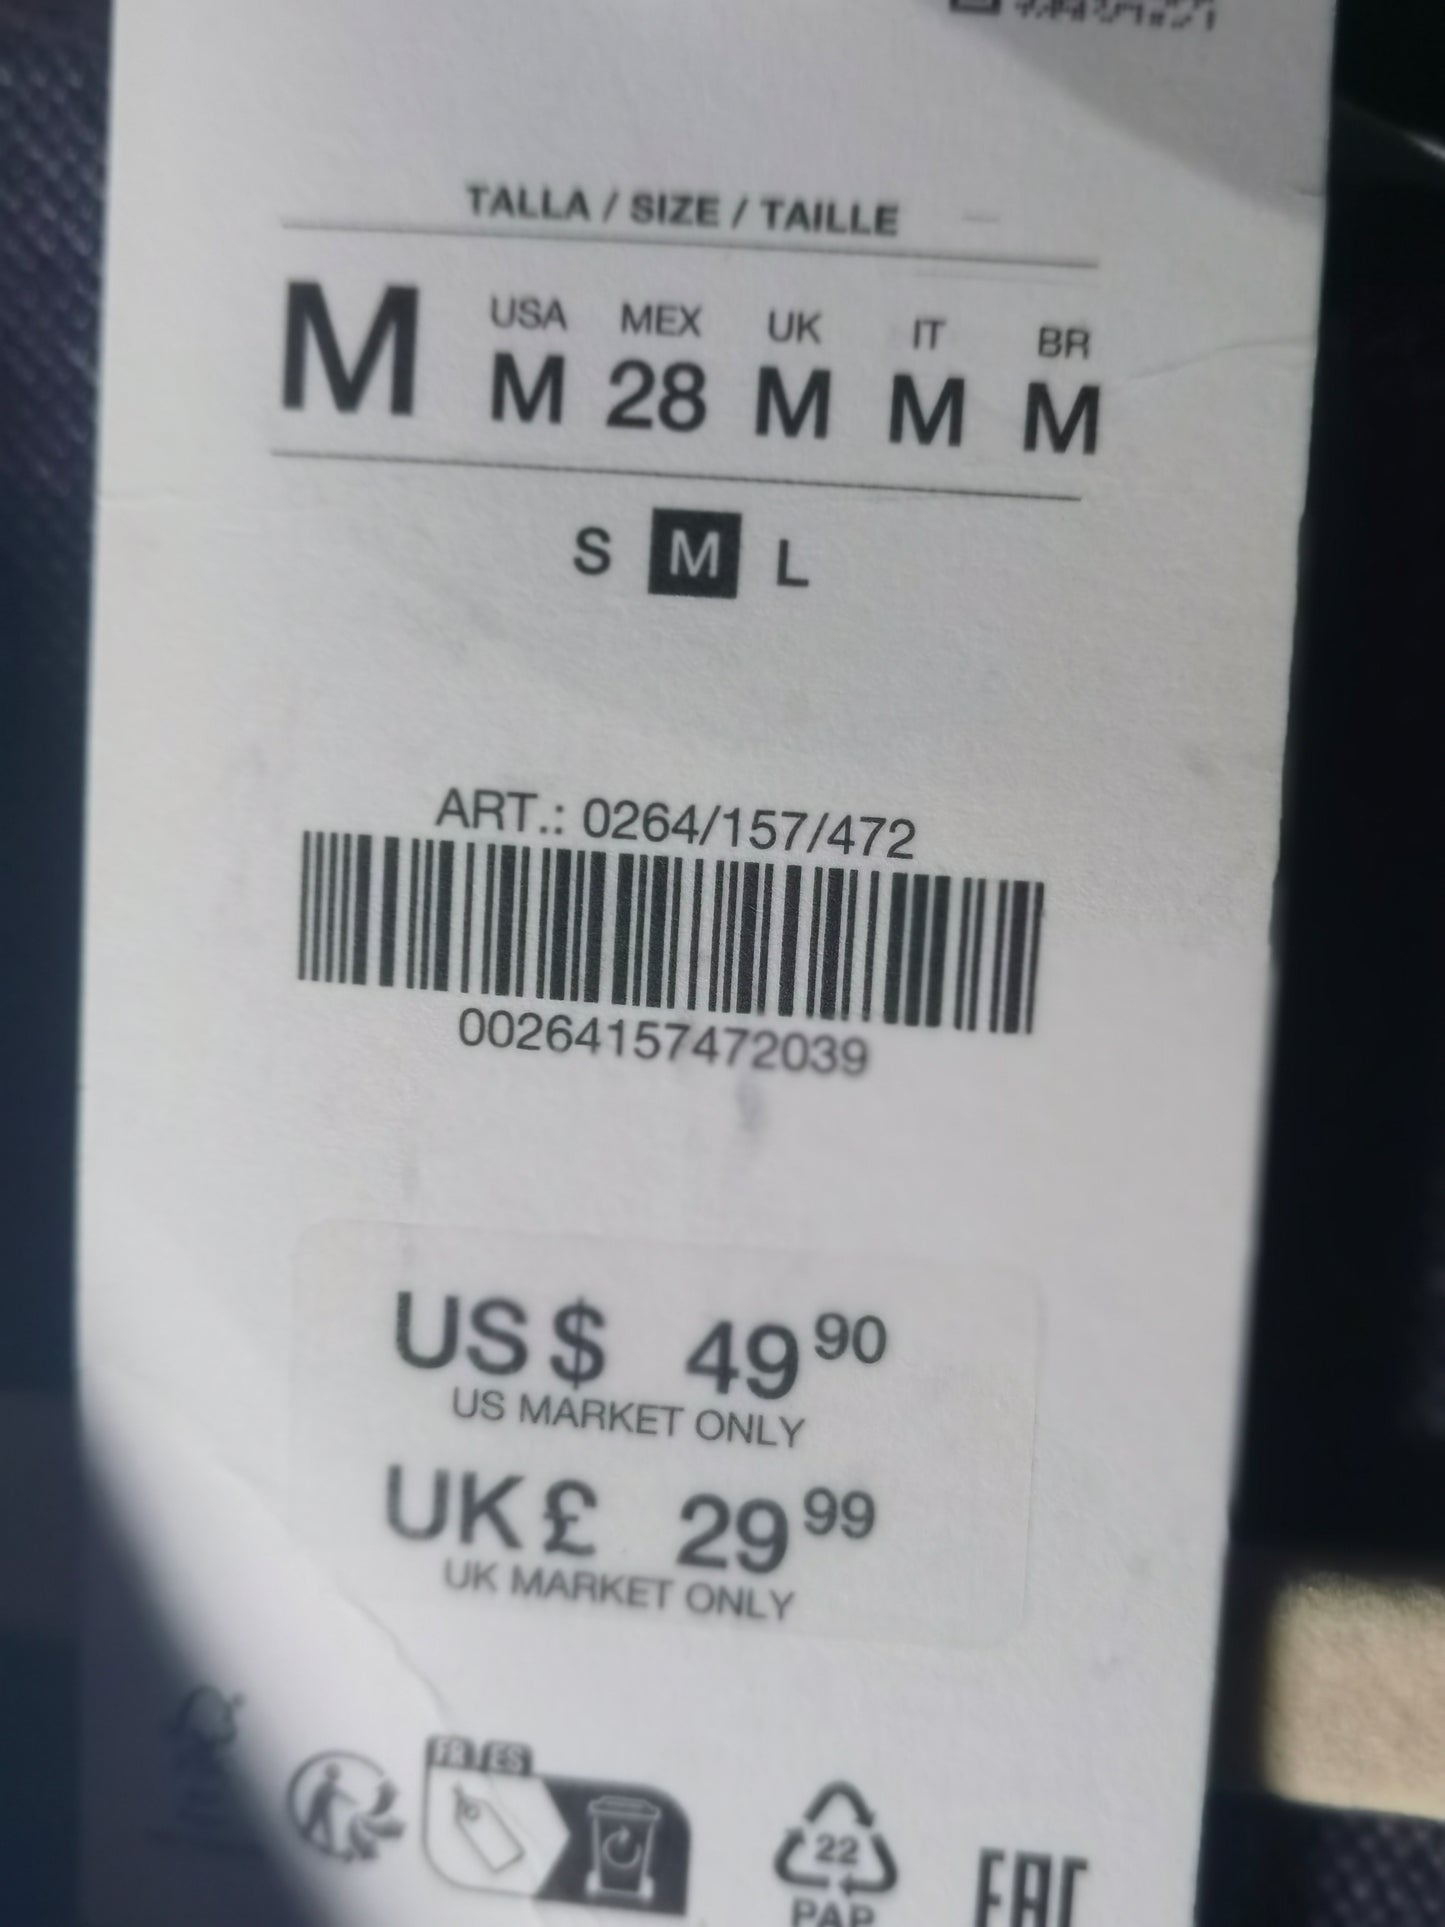 TALLA / SIZE / TAILLE
M
USA MEX UK IT BR
M 28 M M M
S M L
ART.: 0264/157/472
00264157472039
US $ 49 90
US MARKET ONLY
UK £ 29 99
UK MARKET ONLY
FR / ES
22
PAP
EAC